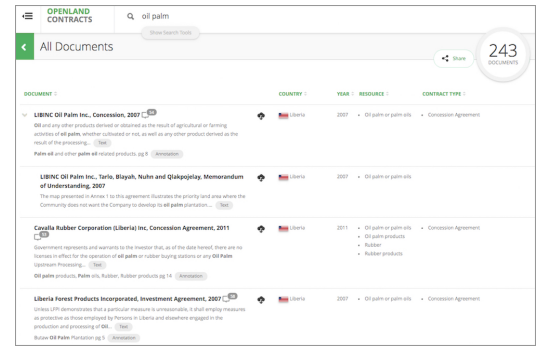 OPENLAND
CONTRACTS
oil palm
Show Search Tools
All Documents
Share
243
DOCUMENTS
DOCUMENT
COUNTRY
YEAR
RESOURCE
CONTRACT TYPE
LIBINC Oil Palm Inc., Concession, 2007
Oil and any other products derived or obtained as the result of agricultural or farming
activities of oil palm, whether cultivated or not, as well as any other product derived as the
result of the processing... Text
Palm oil and other palm oil related products, pg 8 Annotation
Liberia
2007
• Oil palm or palm oils
• Concession Agreement
LIBINC Oil Palm Inc., Tarlo, Blayah, Nuhn and Qlakpojelay, Memorandum
of Understanding, 2007
The map presented in Annex 1 to this agreement illustrates the priority land area where the
Community does not want the Company to develop its oil palm plantation.... Text
Liberia
2007
• Oil palm or palm oils
Cavalla Rubber Corporation (Liberia) Inc, Concession Agreement, 2011
Government represents and warrants to the Investor that, as of the date hereof, there are no
licenses in effect for the operation of oil palm or rubber buying stations or any Oil Palm
Upstream Processing... Text
Oil palm products, Palm oils, Rubber, Rubber products pg 14 Annotation
Liberia
2011
• Oil palm or palm oils
• Oil palm products
• Rubber
• Rubber products
• Concession Agreement
Liberia Forest Products Incorporated, Investment Agreement, 2007
Unless LFPI demonstrates that a particular measure is unreasonable, it shall employ measures
as protective as those employed by Persons in Liberia and elsewhere engaged in the
production and processing of Oil... Text
Butaw Oil Palm Plantation pg 5 Annotation
Liberia
2007
• Oil palm or palm oils
• Concession Agreement